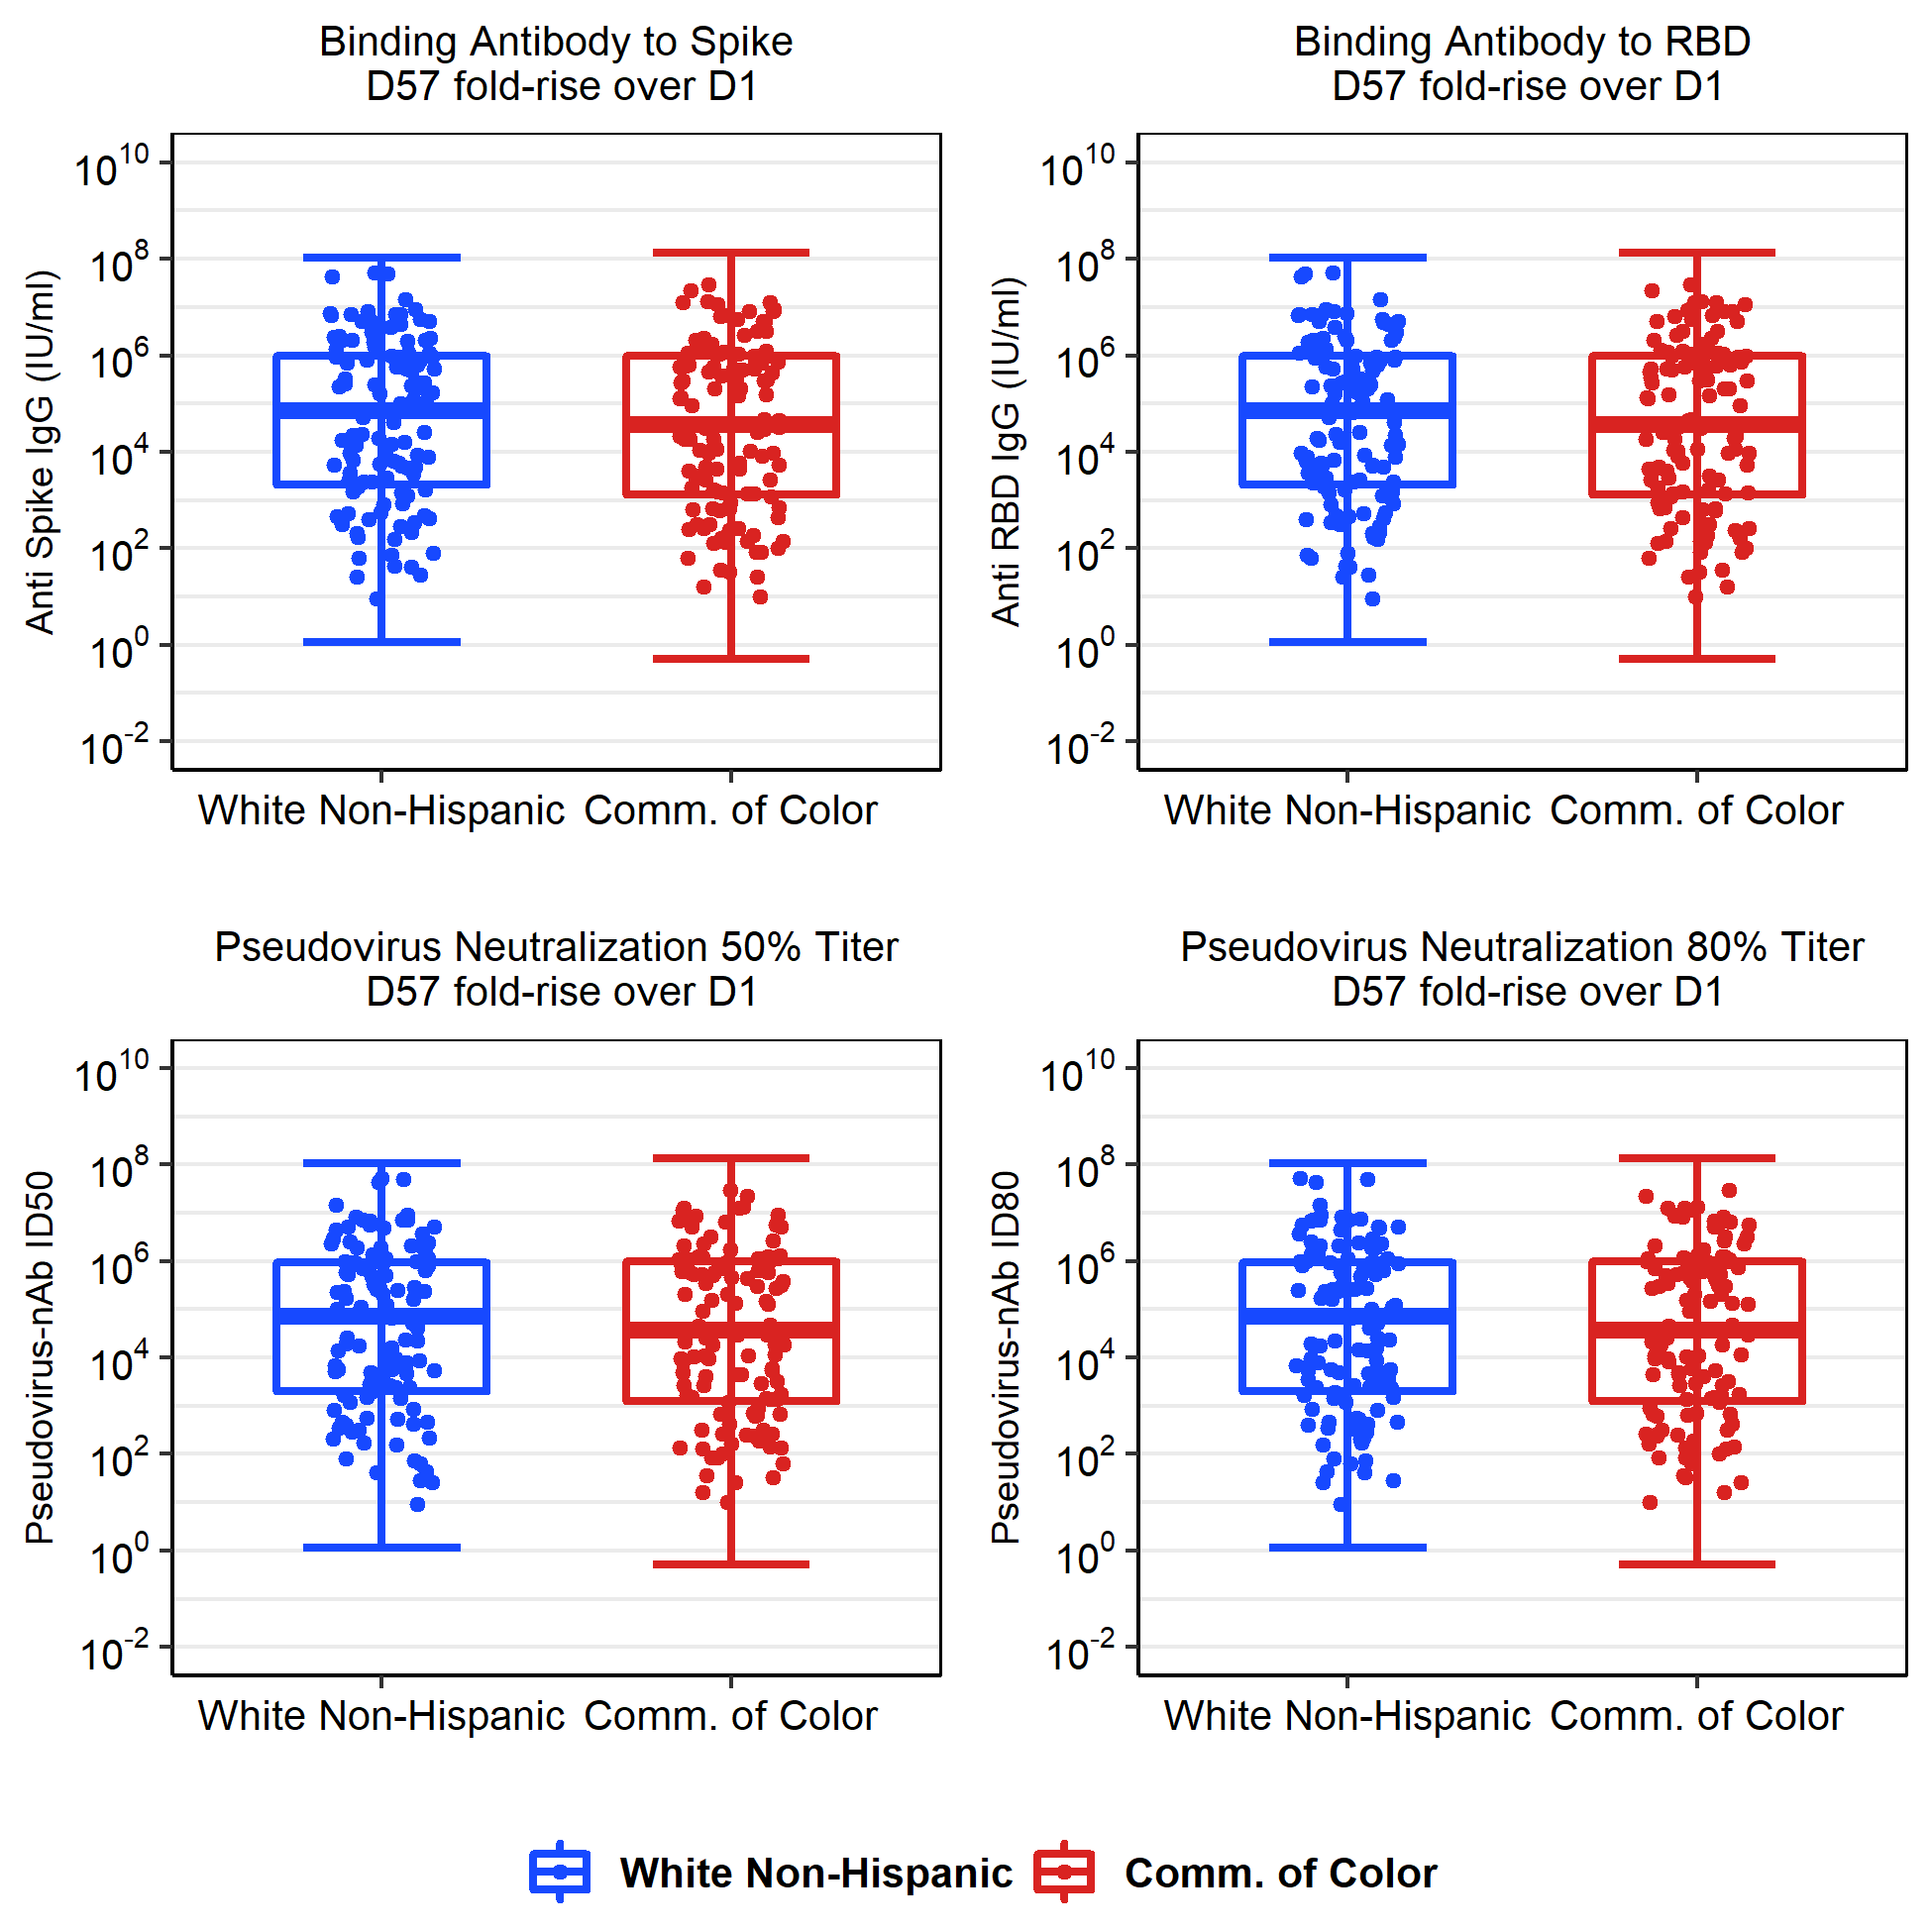 Binding Antibody to Spike
D57 fold-rise over D1
Anti Spike IgG (IU/ml)
10^10
10^8
10^6
10^4
10^2
10^0
10^-2
White Non-Hispanic Comm. of Color
Binding Antibody to RBD
D57 fold-rise over D1
Anti RBD IgG (IU/ml)
10^10
10^8
10^6
10^4
10^2
10^0
10^-2
White Non-Hispanic Comm. of Color
Pseudovirus Neutralization 50% Titer
D57 fold-rise over D1
Pseudovirus-nAb ID50
10^10
10^8
10^6
10^4
10^2
10^0
10^-2
White Non-Hispanic Comm. of Color
Pseudovirus Neutralization 80% Titer
D57 fold-rise over D1
Pseudovirus-nAb ID80
10^10
10^8
10^6
10^4
10^2
10^0
10^-2
White Non-Hispanic Comm. of Color
White Non-Hispanic Comm. of Color